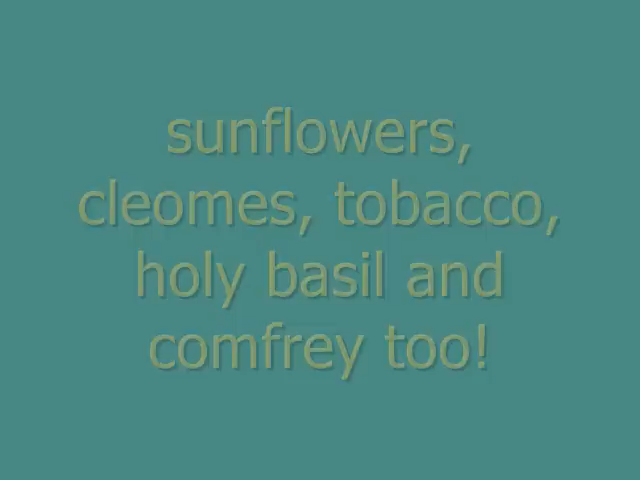 sunflowers,
cleomes, tobacco,
holy basil and
comfrey too!